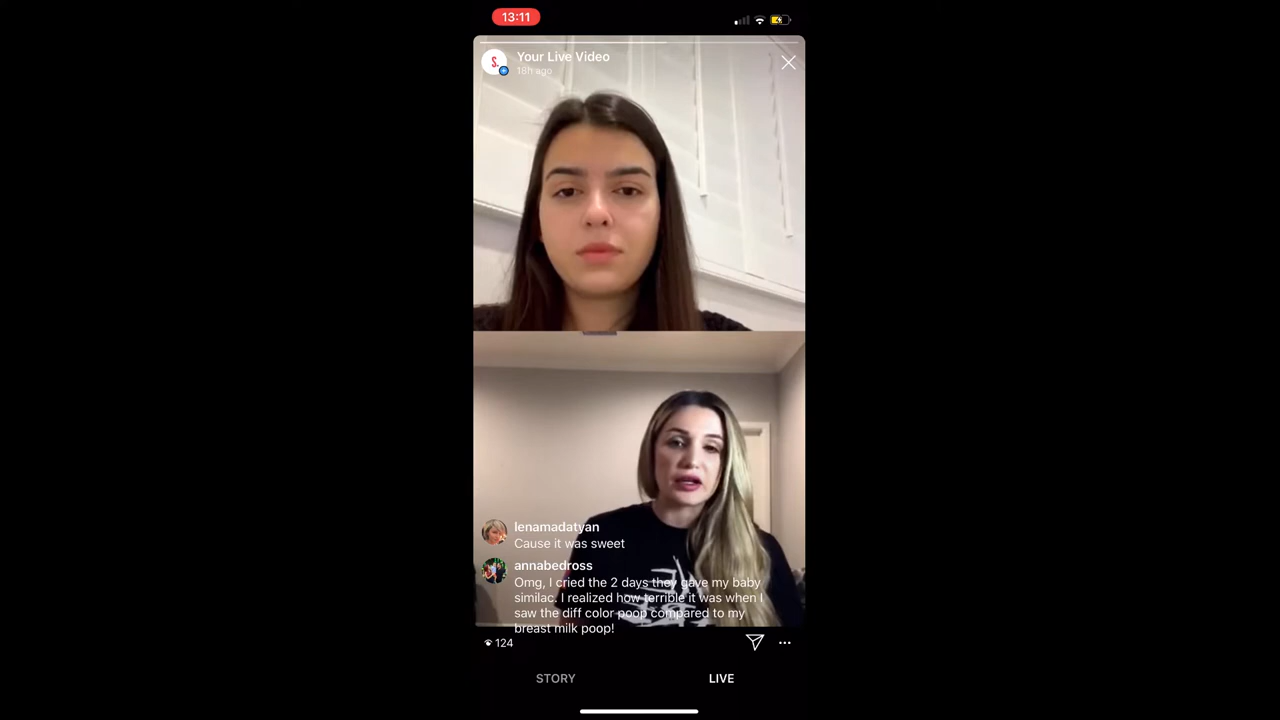 13:11
S.
Your Live Video
18h ago
lenamadatyan
Cause it was sweet
annabedross
Omg, I cried the 2 days they gave my baby
similac. I realized how terrible it was when I
saw the diff color poop compared to my
breast milk poop!
124
STORY
LIVE